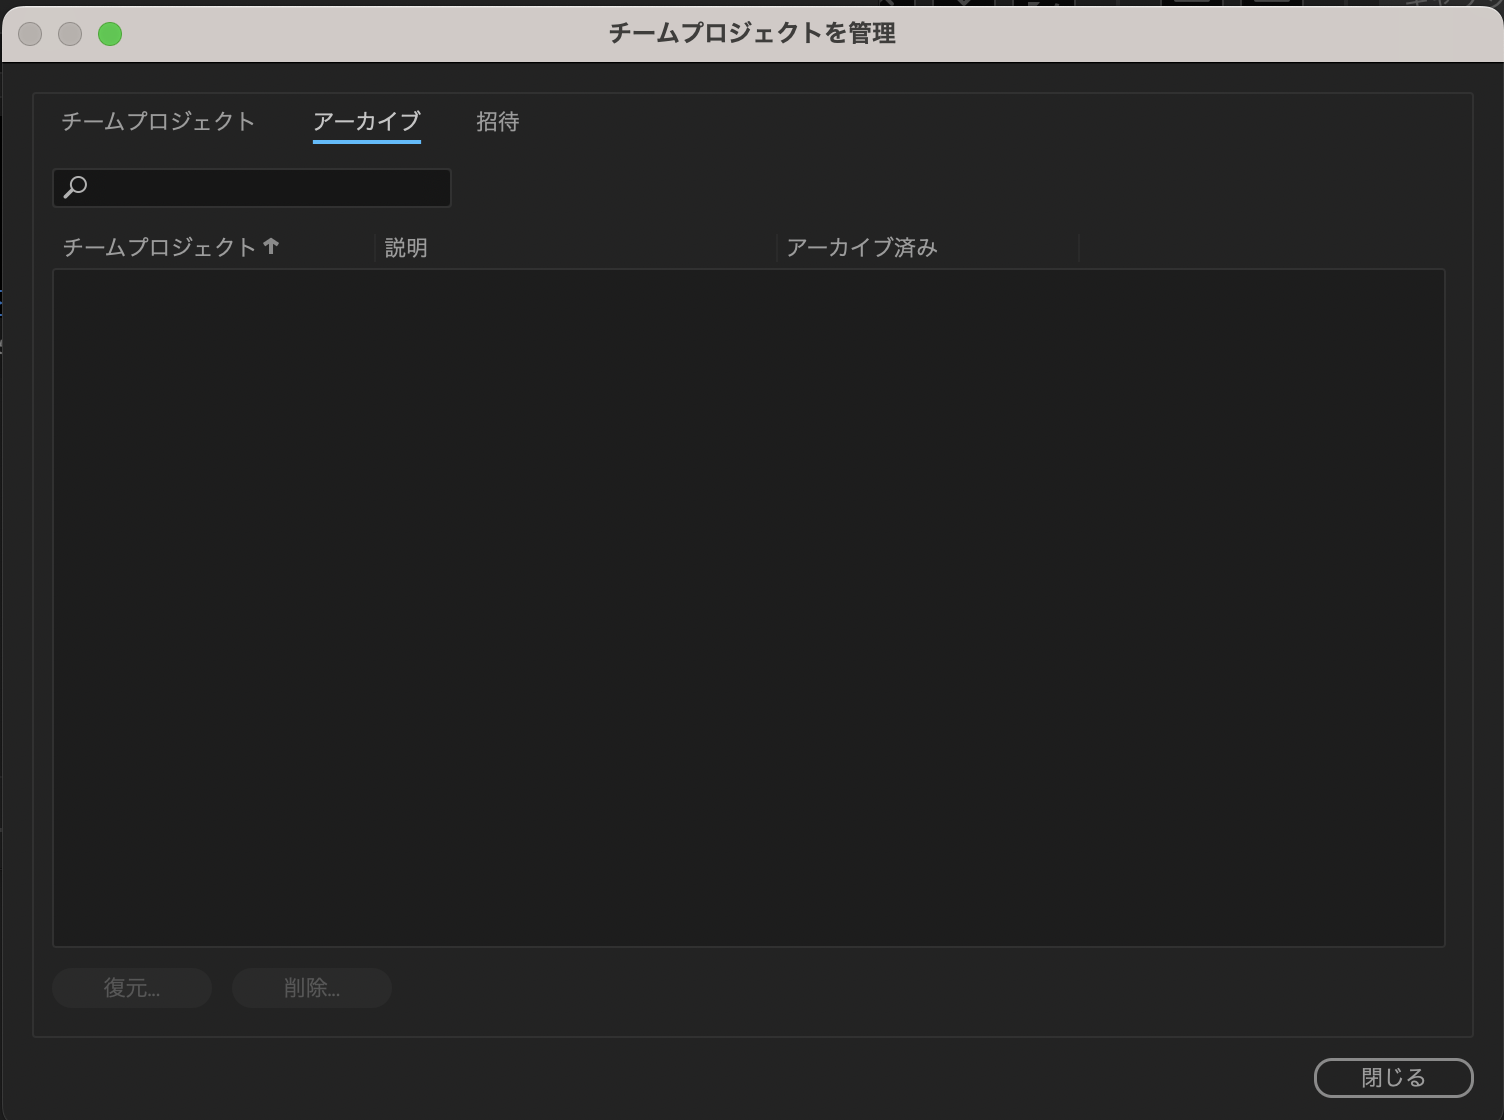 チームプロジェクトを管理
チームプロジェクト アーカイブ 招待
チームプロジェクト↑ 説明 アーカイブ済み
復元... 削除...
閉じる